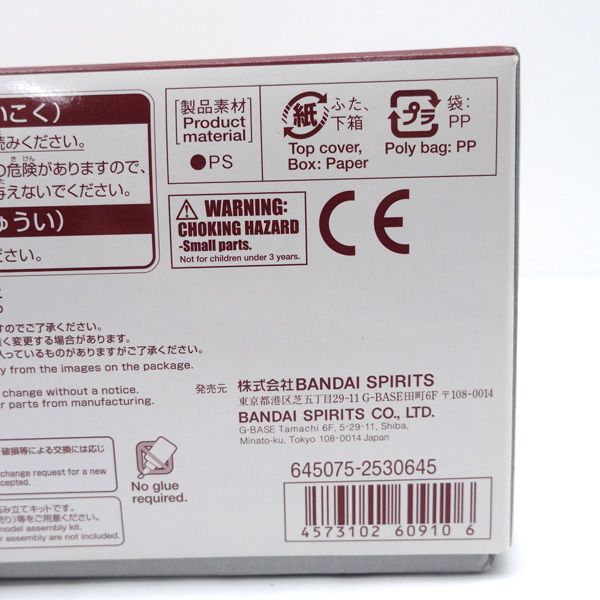 いこく）
読みください。
の危険がありますので、
きけん
与えないでください。
ゅうい）
ださい。
[製品素材]
Product
material
●PS
紙
ふた、
下箱
Top cover,
Box: Paper
プラ
袋:
PP
Poly bag: PP
WARNING:
CHOKING HAZARD
-Small parts.
Not for children under 3 years.
CE
すのでご了承ください。
く変更する場合があります。
入っているものがありますがご了承ください。
y from the images on the package.
change without a notice.
r parts from manufacturing.
発売元
株式会社BANDAI SPIRITS
東京都港区芝五丁目29-11 G-BASE田町6F 〒108-0014
BANDAI SPIRITS CO., LTD.
G-BASE Tamachi 6F, 5-29-11, Shiba,
Minato-ku, Tokyo 108-0014 Japan
破損等による交換には応じ
change request for a new
ccepted.
No glue
required.
み立てキットです。
売り)等をご用意ください。
model assembly kit.
r assembly are not included.
645075-2530645
4573102 60910 6